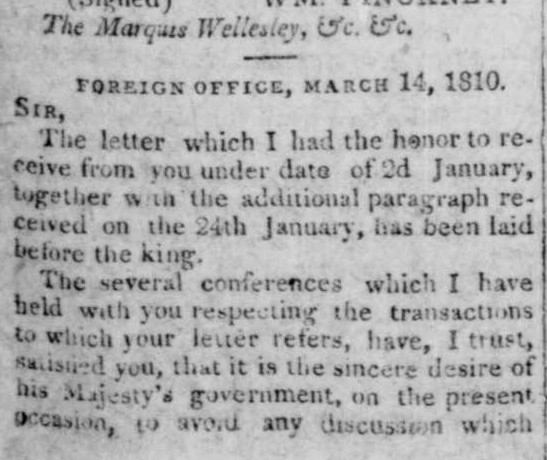 (Signed) WM. PINCKNEY.
The Marquis Wellesley, &c. &c.
FOREIGN OFFICE, MARCH 14, 1810.
SIR,
The letter which I had the honor to re-
ceive from you under date of 2d January,
together with the additional paragraph re-
ceived on the 24th January, has been laid
before the king.
The several conferences which I have
held with you respecting the transactions
to which your letter refers, have, I trust,
satisfied you, that it is the sincere desire of
his Majesty's government, on the present
occasion, to avoid any discussion which